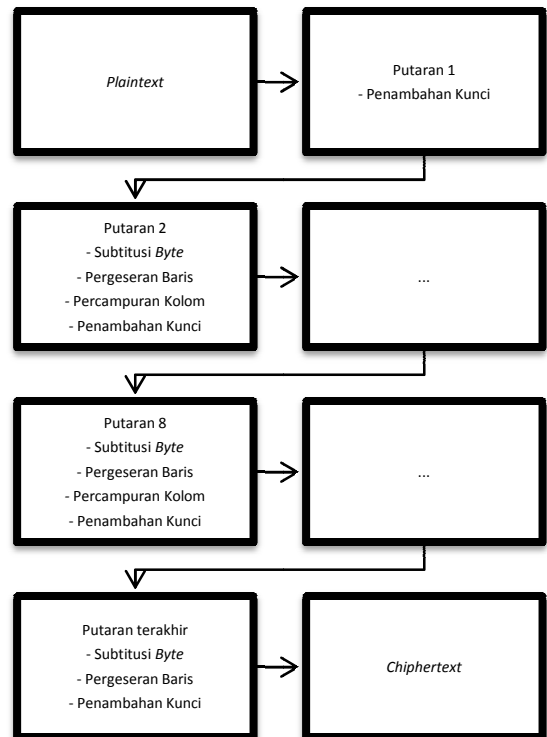 Plaintext
Putaran 1
- Penambahan Kunci
Putaran 2
- Subtitusi Byte
- Pergeseran Baris
- Percampuran Kolom
- Penambahan Kunci
...
Putaran 8
- Subtitusi Byte
- Pergeseran Baris
- Percampuran Kolom
- Penambahan Kunci
...
Putaran terakhir
- Subtitusi Byte
- Pergeseran Baris
- Penambahan Kunci
Chiphertext